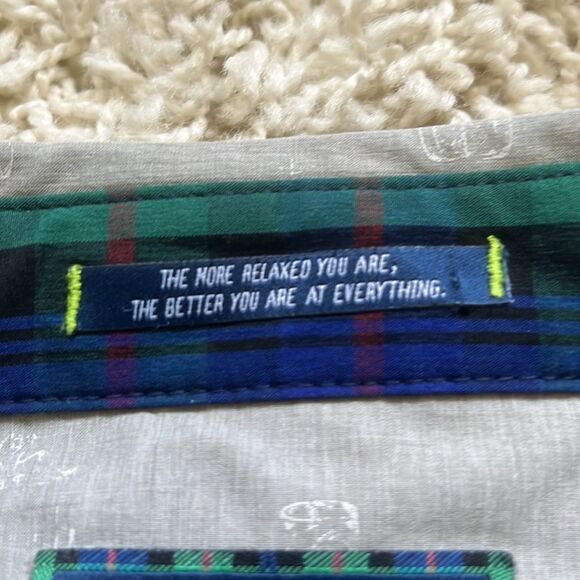 THE MORE RELAXED YOU ARE,
THE BETTER YOU ARE AT EVERYTHING.